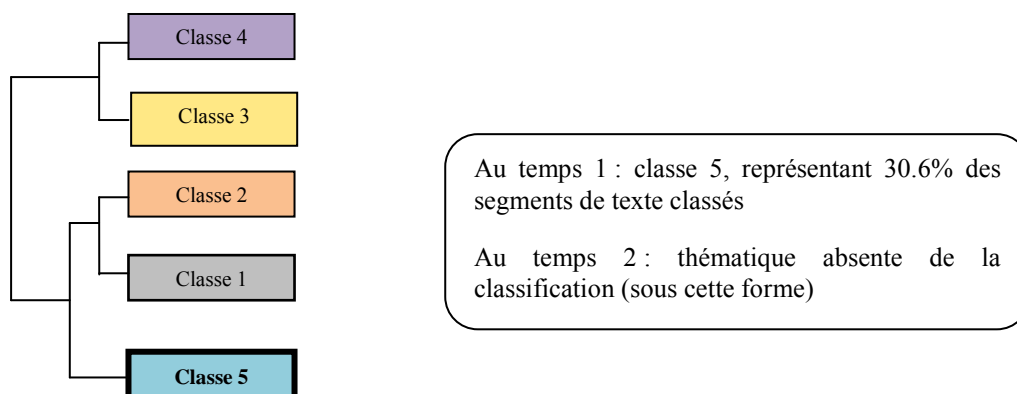 Classe 4
Classe 3
Classe 2
Classe 1
Classe 5
Au temps 1 : classe 5, représentant 30.6% des
segments de texte classés
Au temps 2 : thématique absente de la
classification (sous cette forme)